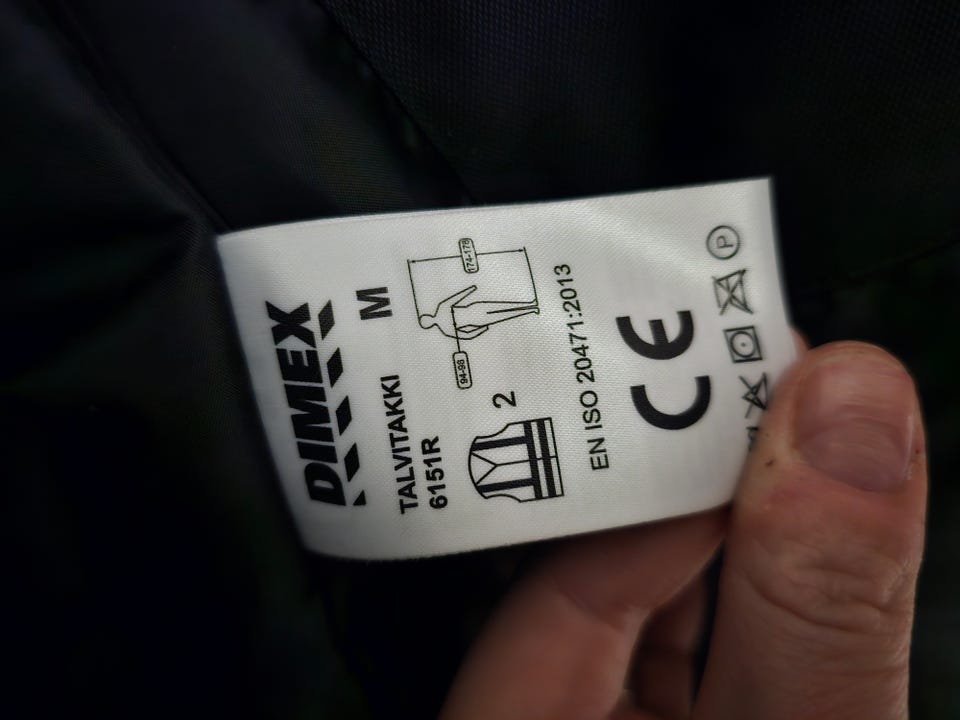 DIMEX
TALVITAKKI M
6151R
174-178
94-98
2
EN ISO 20471:2013
CE
P